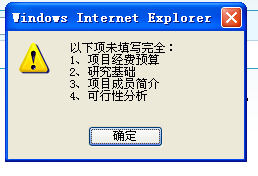 Windows Internet Explorer
以下项未填写完全：
1、项目经费预算
2、研究基础
3、项目成员简介
4、可行性分析
确定